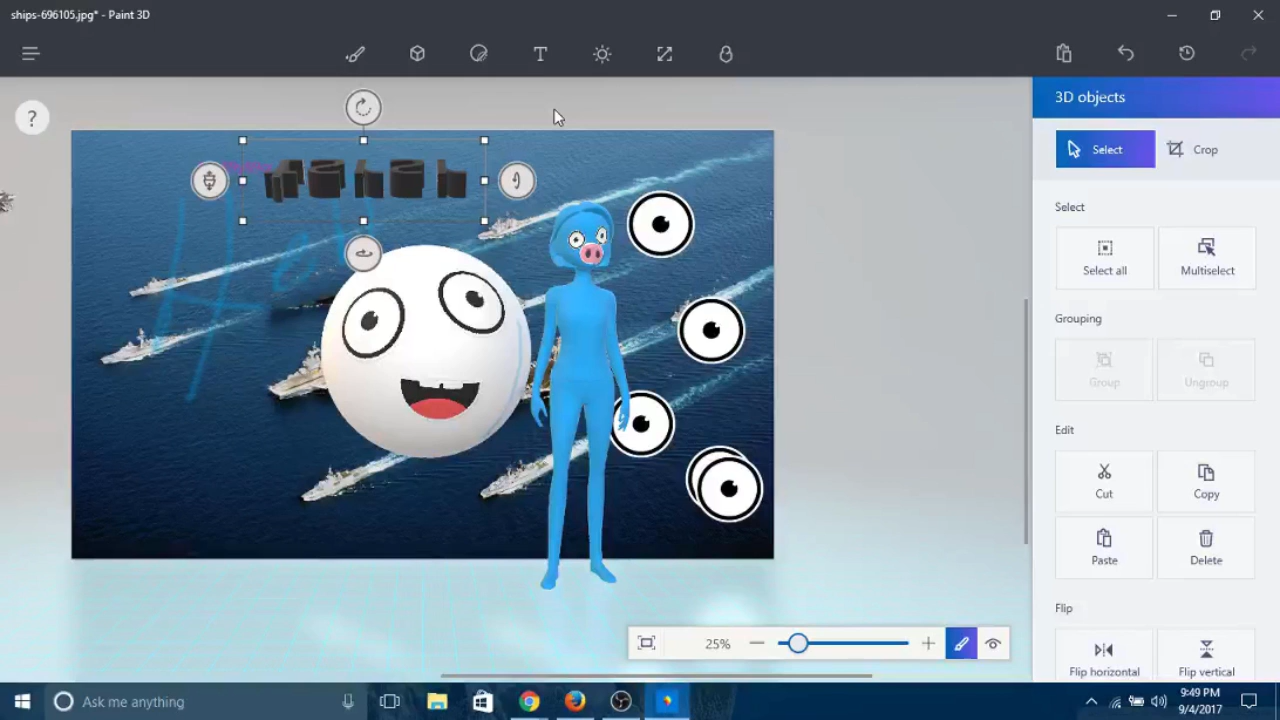 ships-696105.jpg* - Paint 3D
?
3D objects
Select
Crop
Select
Select all
Multiselect
Grouping
Group
Ungroup
Edit
Cut
Copy
Paste
Delete
Flip
Flip horizontal
Flip vertical
25%
Ask me anything
9:49 PM
9/4/2017